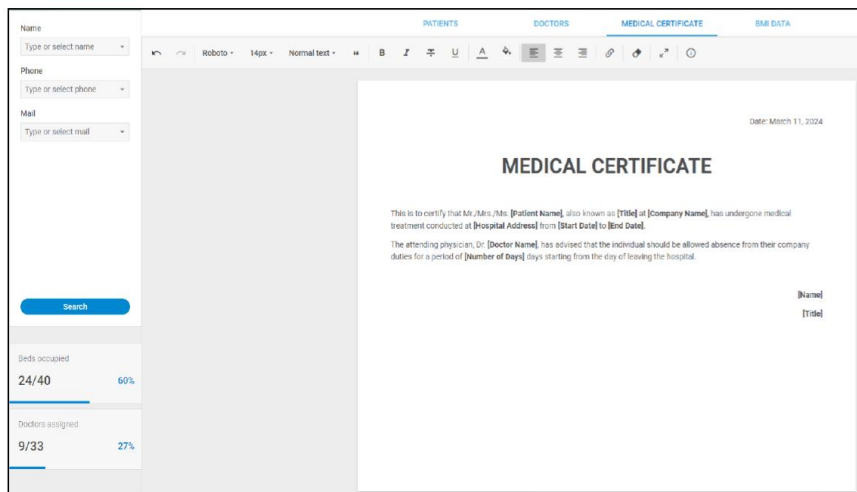 PATIENTS DOCTORS MEDICAL CERTIFICATE BMI DATA
Name
Type or select name
Phone
Type or select phone
Mail
Type or select mail
Search
Beds occupied
24/40 60%
Doctors assigned
9/33 27%
Roboto 14px Normal text B I T U A
Date: March 11, 2024
MEDICAL CERTIFICATE
This is to certify that Mr./Mrs./Ms. [Patient Name], also known as [Title] at [Company Name], has undergone medical
treatment conducted at [Hospital Address] from [Start Date] to [End Date].
The attending physician, Dr. [Doctor Name], has advised that the individual should be allowed absence from their company
duties for a period of [Number of Days] days starting from the day of leaving the hospital.
[Name]
[Title]